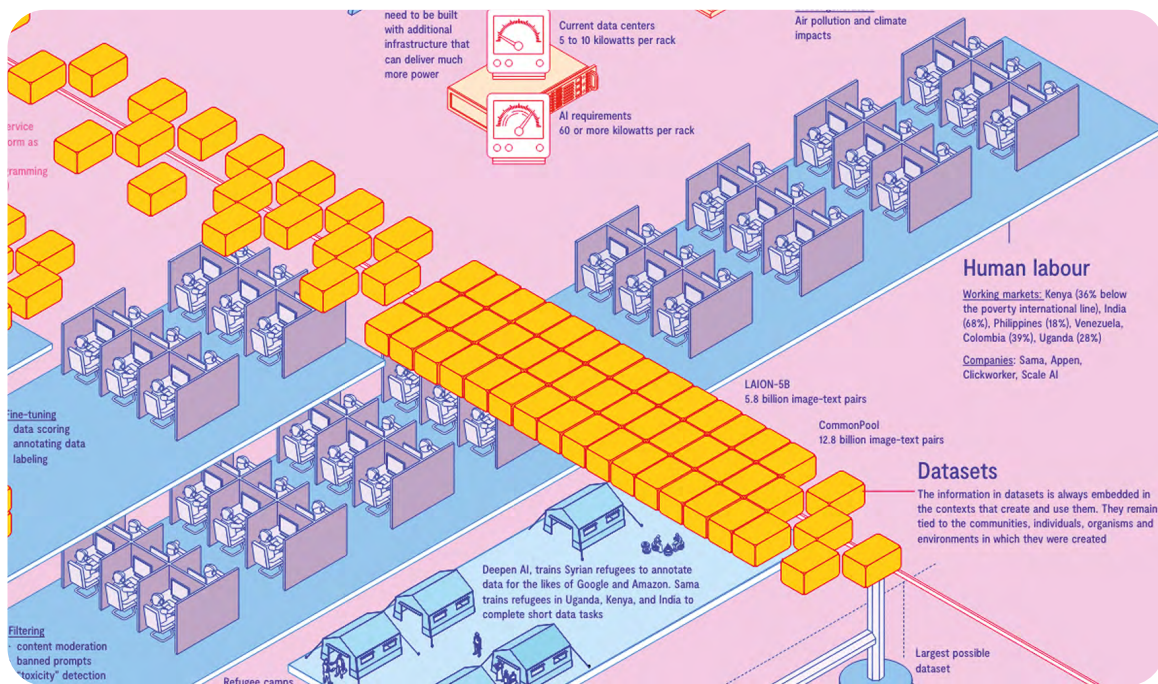 need to be built
with additional
infrastructure that
can deliver much
more power
Current data centers
5 to 10 kilowatts per rack
AI requirements
60 or more kilowatts per rack
Air pollution and climate
impacts
ervice
orm as
ramming
Human labour
Working markets: Kenya (36% below
the poverty international line), India
(68%), Philippines (18%), Venezuela,
Colombia (39%), Uganda (28%)
Companies: Sama, Appen,
Clickworker, Scale AI
LAION-5B
5.8 billion image-text pairs
CommonPool
12.8 billion image-text pairs
Datasets
The information in datasets is always embedded in
the contexts that create and use them. They remain
tied to the communities, individuals, organisms and
environments in which they were created
Fine-tuning
data scoring
annotating data
labeling
Deepen AI, trains Syrian refugees to annotate
data for the likes of Google and Amazon. Sama
trains refugees in Uganda, Kenya, and India to
complete short data tasks
Filtering
content moderation
banned prompts
"toxicity" detection
Refugee camps
Largest possible
dataset